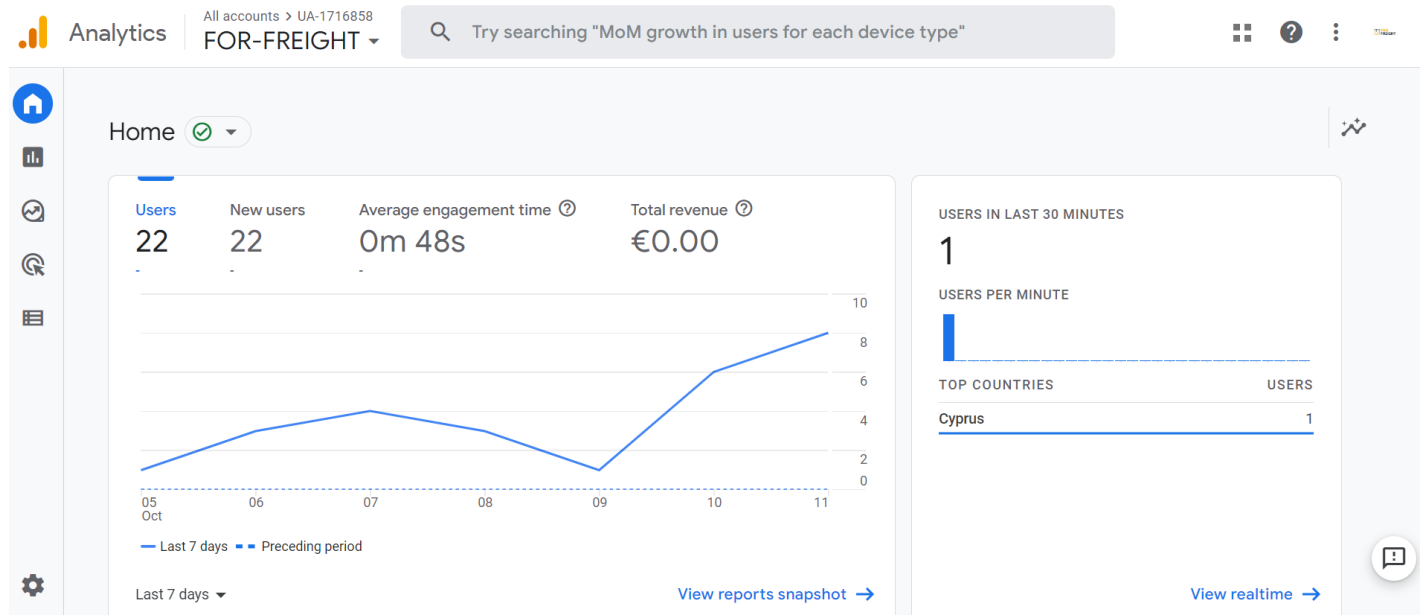 Analytics
All accounts > UA-1716858
FOR-FREIGHT
Try searching "MoM growth in users for each device type"
Home
Users New users Average engagement time Total revenue
22 22 0m 48s €0.00
- - -
10
8
6
4
2
0
05 06 07 08 09 10 11
Oct
Last 7 days Preceding period
Last 7 days View reports snapshot
USERS IN LAST 30 MINUTES
1
USERS PER MINUTE
TOP COUNTRIES USERS
Cyprus 1
View realtime